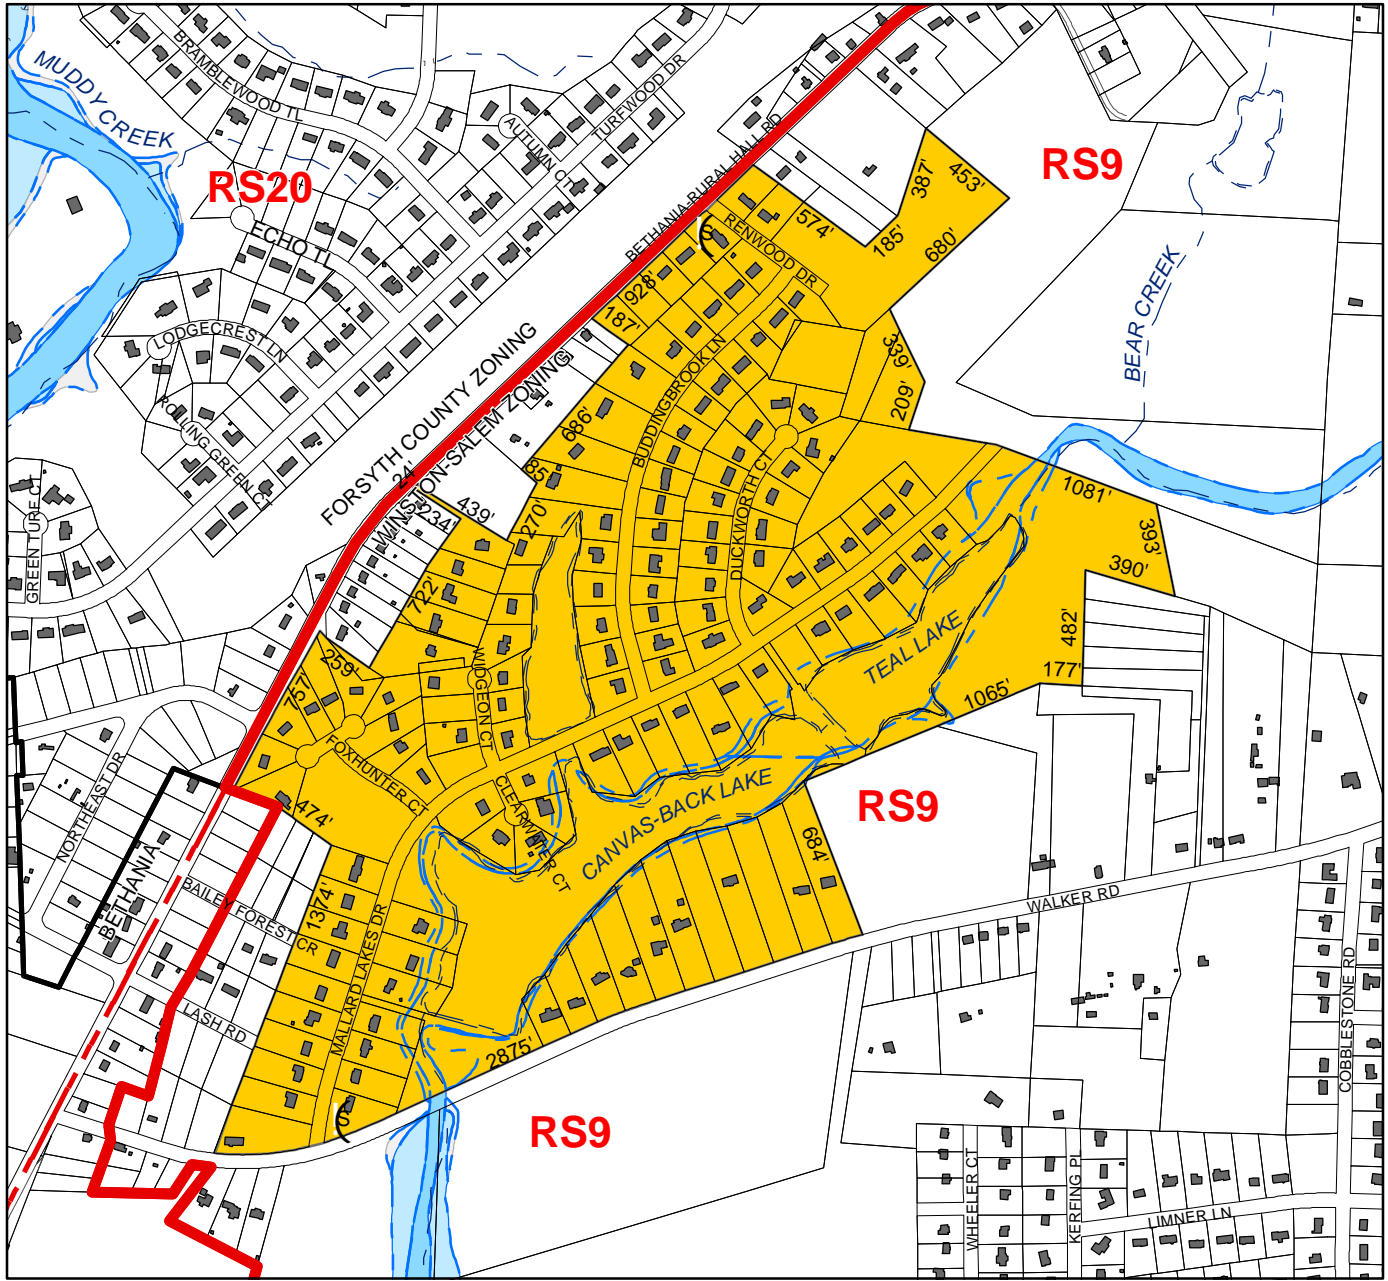 BRAMBLEWOOD TL
MUDDY CREEK
TURFWOOD DR
AUTUMN CT
RS20
RS9
BETHANIA-RURAL HALL RD
387'
453'
574'
185'
680'
RENWOOD DR
ECHO TL
928'
187'
BEAR CREEK
LODGECREST LN
FORSYTH COUNTY ZONING
WINSTON-SALEM ZONING
339'
209'
BUDDINGBROOK LN
686'
ROLLING GREEN CT
85'
24
439'
234'
270'
DUCKWORTH CT
1081'
393'
390'
GREEN TURF CT
722'
482'
TEAL LAKE
177'
1065'
259'
757'
WIDGEON CT
FOXHUNTER CT
CLEARWATER CT
CANVAS-BACK LAKE
RS9
684'
474'
NORTHEAST DR
BETHANIA
BAILEY FOREST CR
1374'
MALLARD LAKES DR
WALKER RD
LASH RD
2875'
COBBLESTONE RD
RS9
WHEELER CT
KERFING PL
LIMNER LN